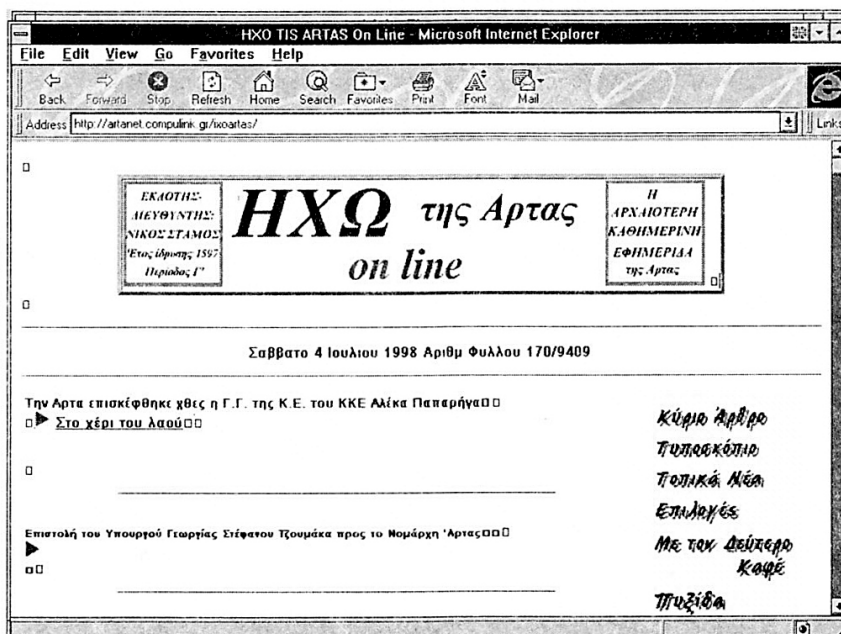 HXO TIS ARTAS On Line - Microsoft Internet Explorer
File Edit View Go Favorites Help
Back Forward Stop Refresh Home Search Favorites Print Font Mail
Address http://artanet.compulink.gr/ixoartas/ Links
ΕΚΔΟΤΗΣ-
ΔΙΕΥΘΥΝΤΗΣ:
ΝΙΚΟΣ ΣΤΑΜΟΣ
Έτος ίδρυσης 1897
Περίοδος Γ'
ΗΧΩ της Αρτας
on line
Η
ΑΡΧΑΙΟΤΕΡΗ
ΚΑΘΗΜΕΡΙΝΗ
ΕΦΗΜΕΡΙΔΑ
της Αρτας
Σαββατο 4 Ιουλιου 1998 Αριθμ Φυλλου 170/9409
Την Αρτα επισκέφθηκε χθες η Γ.Γ. της Κ.Ε. του ΚΚΕ Αλίκα Παπαρήγα
Στο χέρι του λαού
Επιστολή του Υπουργού Γεωργίας Στέφανου Τζουμάκα προς το Νομάρχη 'Αρτας
Κύριο Άρθρο
Τυποσκόπιο
Τοπικά Νέα
Επιλογές
Με τον Δεύτερο
Καφέ
Πυξίδα